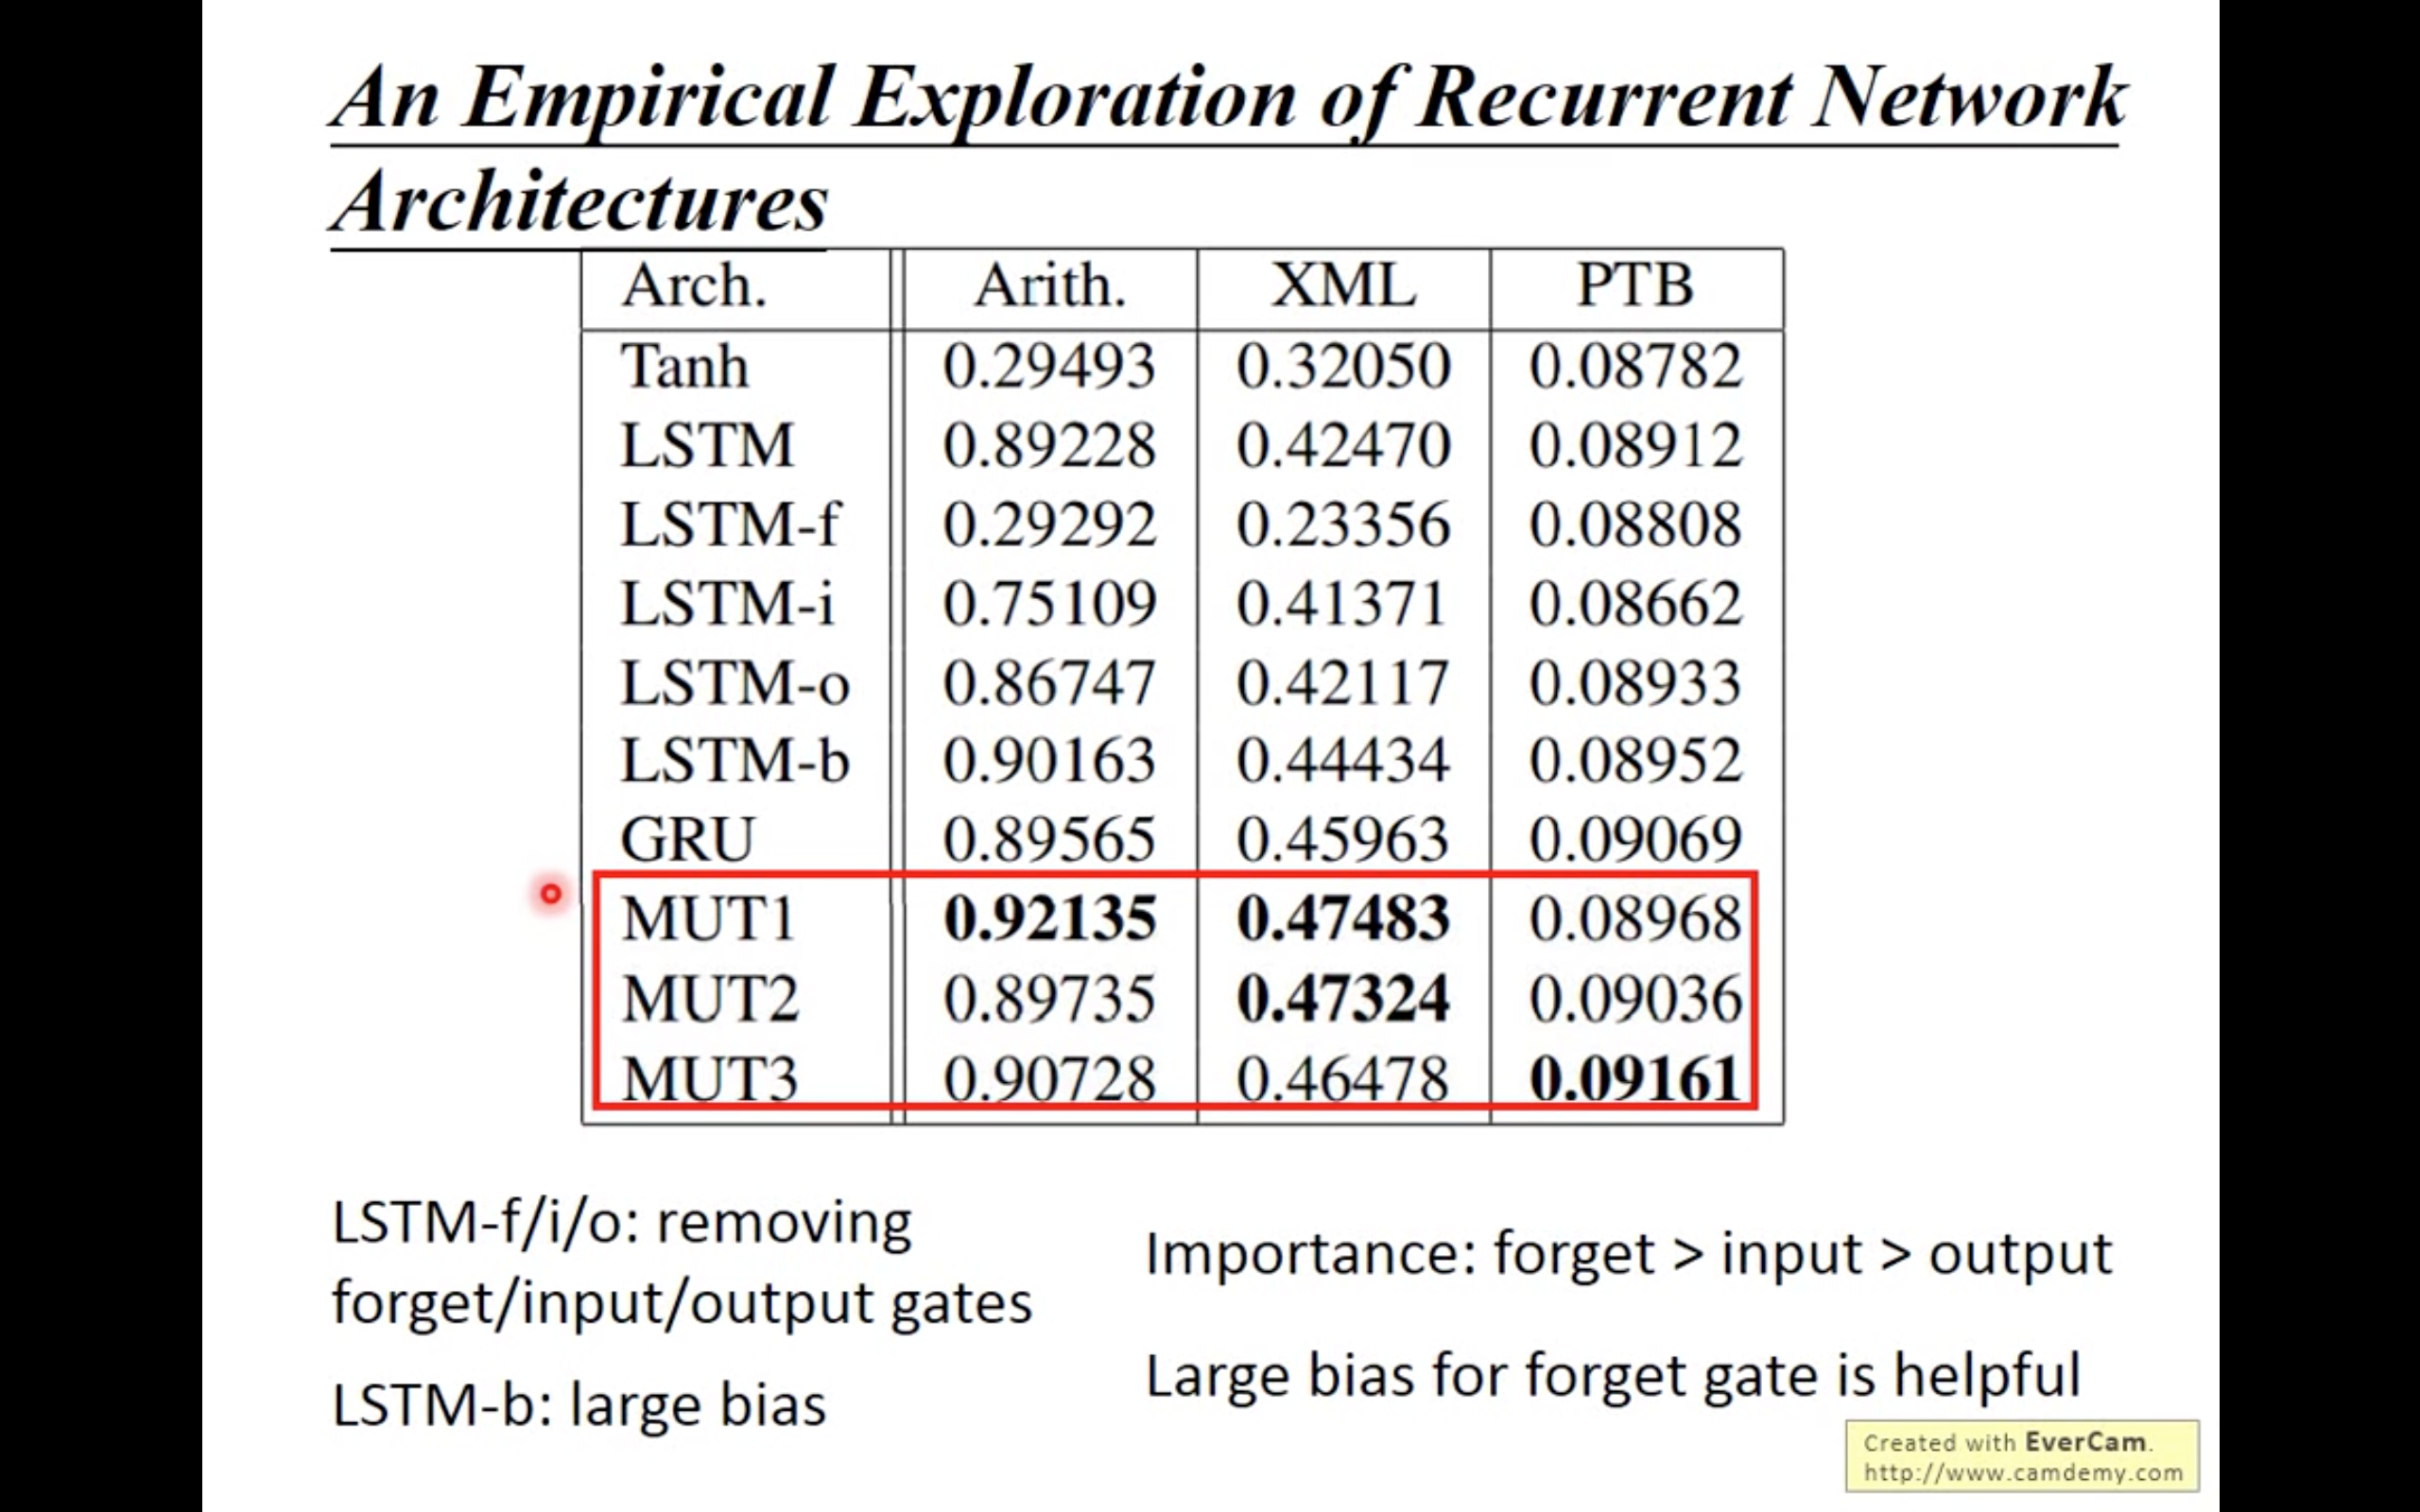 An Empirical Exploration of Recurrent Network
Architectures
Arch. Arith. XML PTB
Tanh 0.29493 0.32050 0.08782
LSTM 0.89228 0.42470 0.08912
LSTM-f 0.29292 0.23356 0.08808
LSTM-i 0.75109 0.41371 0.08662
LSTM-o 0.86747 0.42117 0.08933
LSTM-b 0.90163 0.44434 0.08952
GRU 0.89565 0.45963 0.09069
MUT1 0.92135 0.47483 0.08968
MUT2 0.89735 0.47324 0.09036
MUT3 0.90728 0.46478 0.09161
LSTM-f/i/o: removing
forget/input/output gates
LSTM-b: large bias
Importance: forget > input > output
Large bias for forget gate is helpful
Created with EverCam.
http://www.camdemy.com